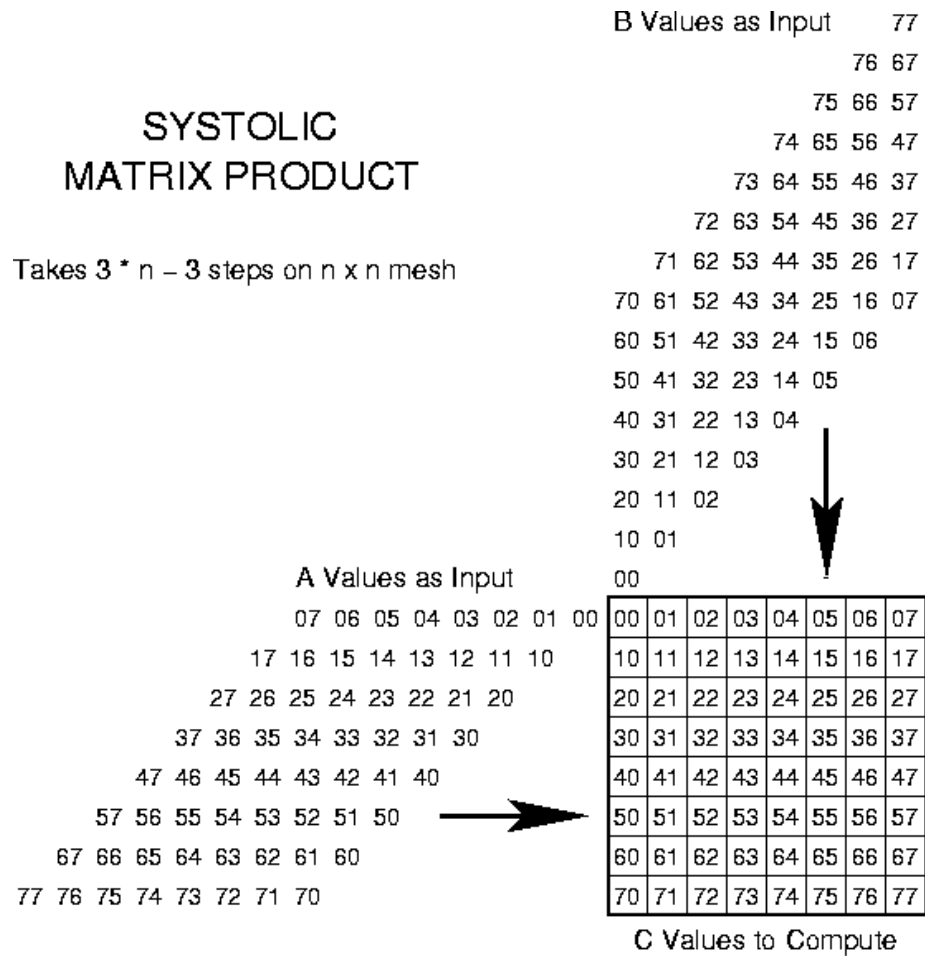 B Values as Input 77
76 67
75 66 57
SYSTOLIC
74 65 56 47
MATRIX PRODUCT
73 64 55 46 37
72 63 54 45 36 27
Takes 3 * n – 3 steps on n x n mesh
71 62 53 44 35 26 17
70 61 52 43 34 25 16 07
60 51 42 33 24 15 06
50 41 32 23 14 05
40 31 22 13 04
30 21 12 03
20 11 02
10 01
A Values as Input
00
07 06 05 04 03 02 01 00 00 01 02 03 04 05 06 07
17 16 15 14 13 12 11 10 10 11 12 13 14 15 16 17
27 26 25 24 23 22 21 20 20 21 22 23 24 25 26 27
37 36 35 34 33 32 31 30 30 31 32 33 34 35 36 37
47 46 45 44 43 42 41 40 40 41 42 43 44 45 46 47
57 56 55 54 53 52 51 50 50 51 52 53 54 55 56 57
67 66 65 64 63 62 61 60 60 61 62 63 64 65 66 67
77 76 75 74 73 72 71 70 70 71 72 73 74 75 76 77
C Values to Compute